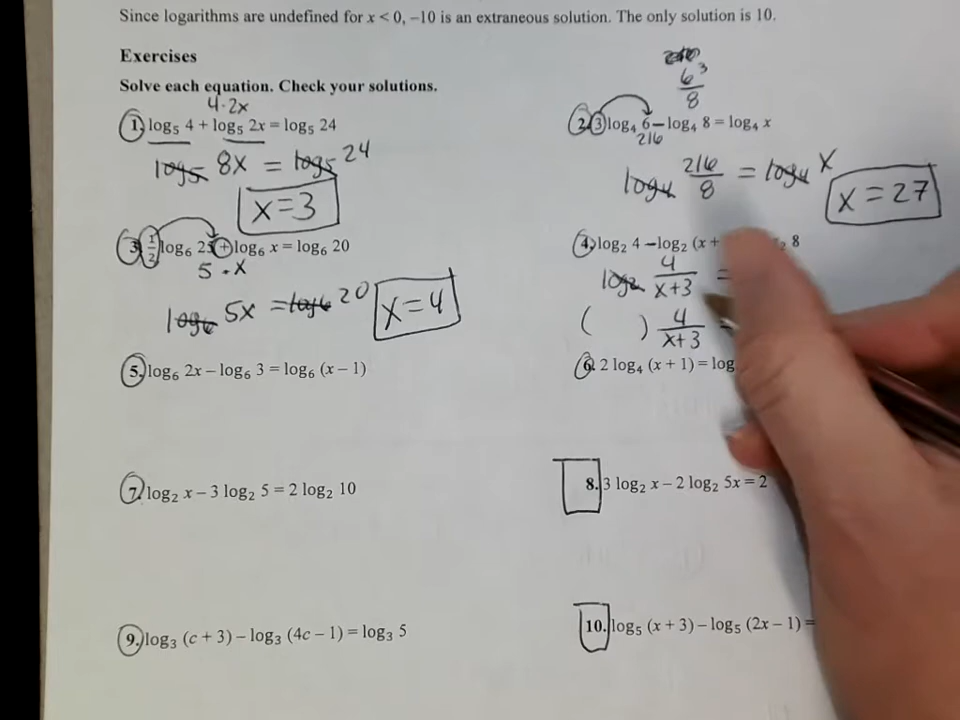 Since logarithms are undefined for x < 0, −10 is an extraneous solution. The only solution is 10.
Exercises
Solve each equation. Check your solutions.
4·2x
1. log₅ 4 + log₅ 2x = log₅ 24
log₅ 8x = log₅ 24
x = 3
6³
8
2. 3 log₄ 6 − log₄ 8 = log₄ x
216
log₄ 216/8 = log₄ x
x = 27
3. 1/2 log₆ 25 + log₆ x = log₆ 20
5 · x
log₆ 5x = log₆ 20
x = 4
4. log₂ 4 − log₂ (x + 8
log₂ 4/x+3 =
( ) 4/x+3 =
5. log₆ 2x − log₆ 3 = log₆ (x − 1)
6. 2 log₄ (x + 1) = log
7. log₂ x − 3 log₂ 5 = 2 log₂ 10
8. 3 log₂ x − 2 log₂ 5x = 2
9. log₃ (c + 3) − log₃ (4c − 1) = log₃ 5
10. log₅ (x + 3) − log₅ (2x − 1) =